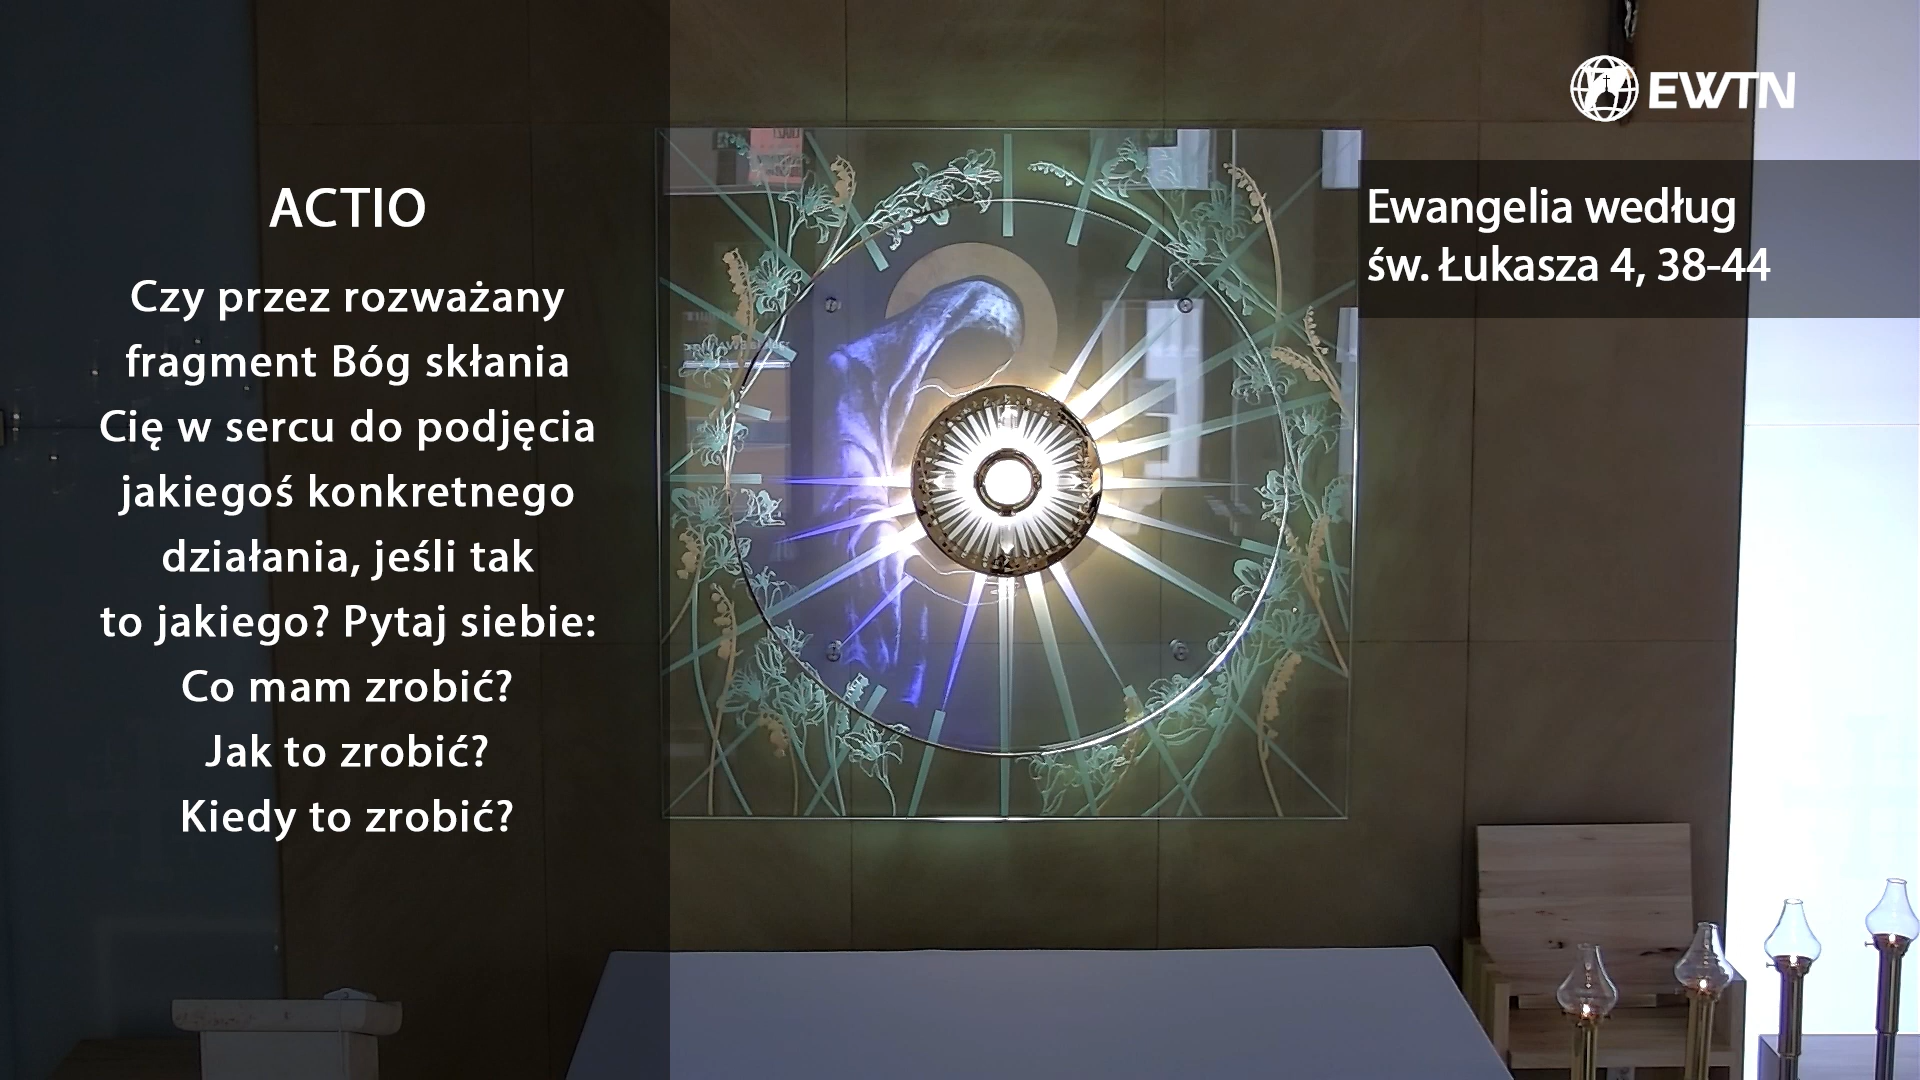 ACTIO
Czy przez rozważany
fragment Bóg skłania
Cię w sercu do podjęcia
jakiegoś konkretnego
działania, jeśli tak
to jakiego? Pytaj siebie:
Co mam zrobić?
Jak to zrobić?
Kiedy to zrobić?
EWTN
Ewangelia według
św. Łukasza 4, 38-44